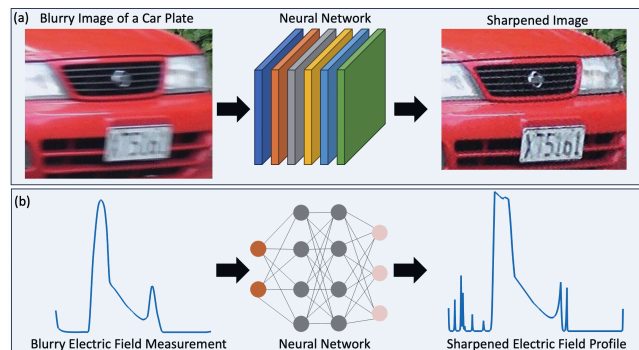 (a)
Blurry Image of a Car Plate
Neural Network
Sharpened Image
(b)
Blurry Electric Field Measurement
Neural Network
Sharpened Electric Field Profile